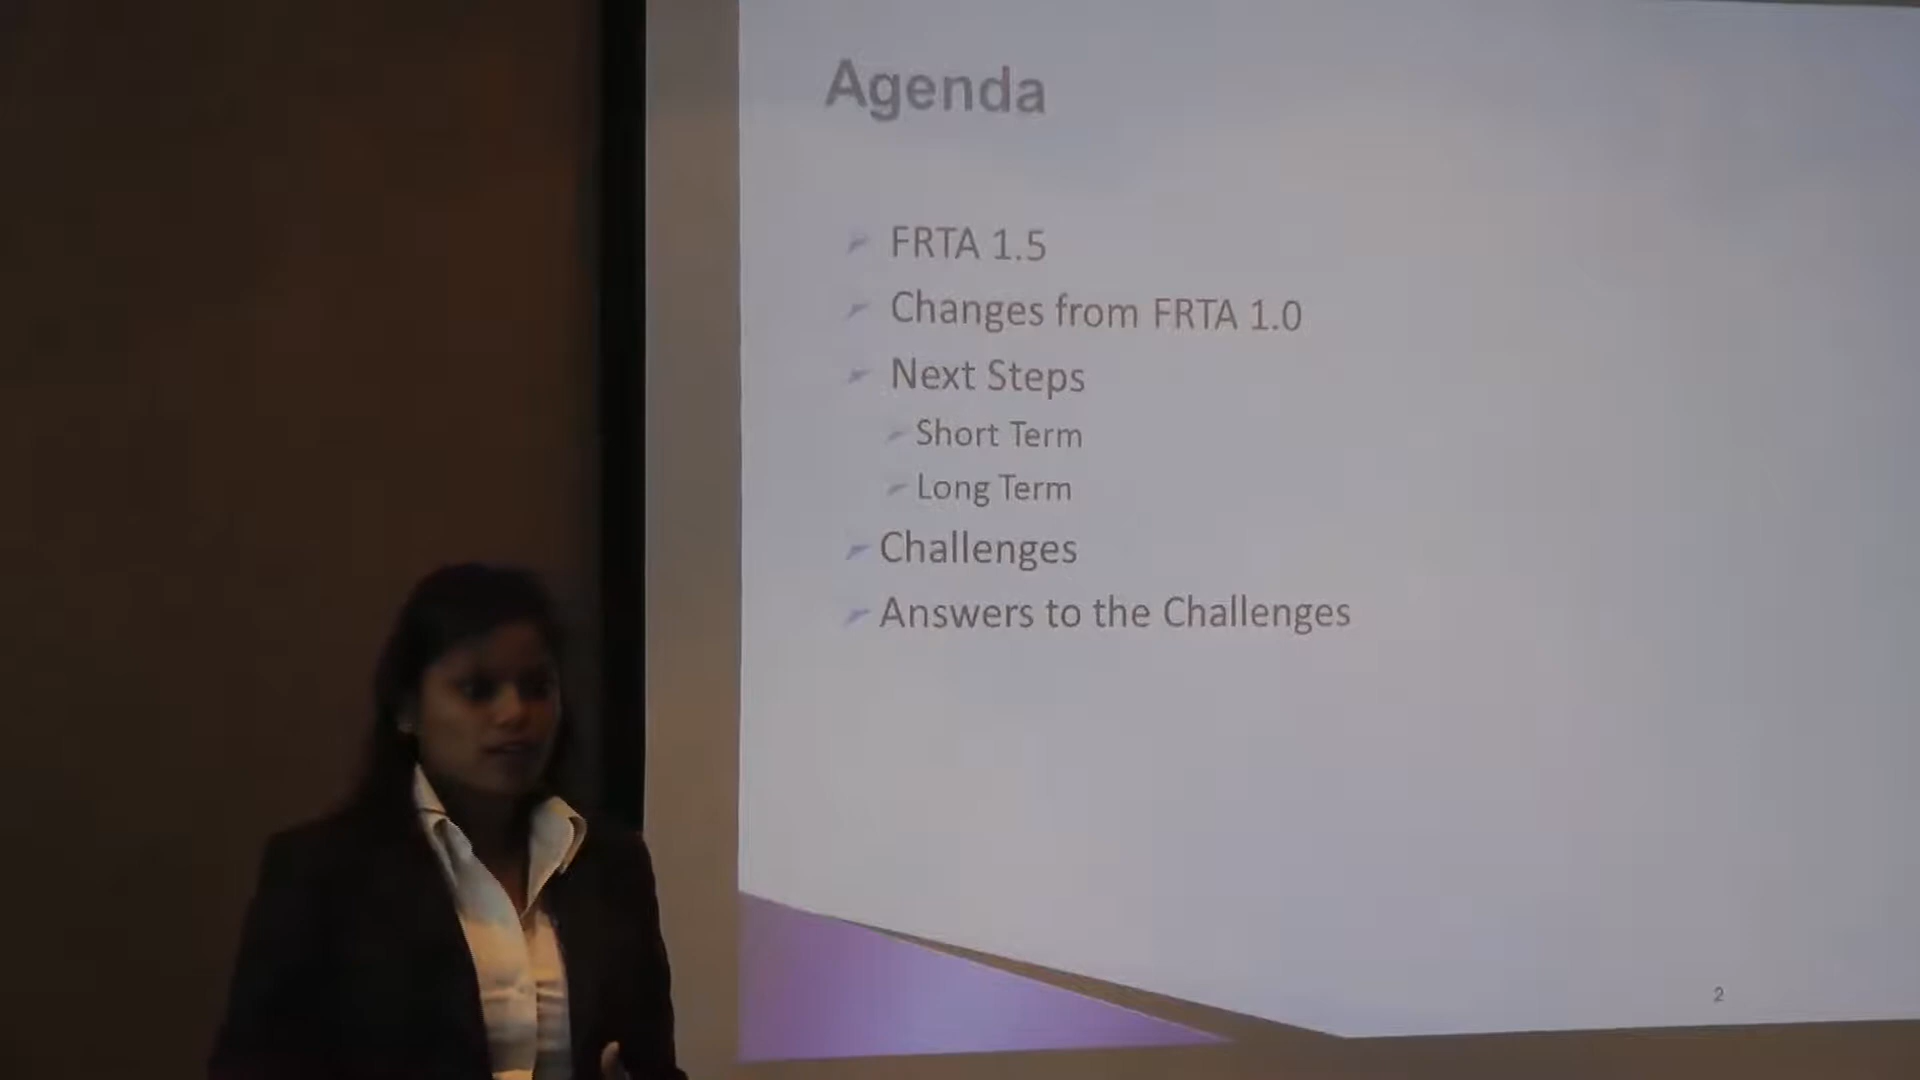 Agenda
FRTA 1.5
Changes from FRTA 1.0
Next Steps
Short Term
Long Term
Challenges
Answers to the Challenges
2